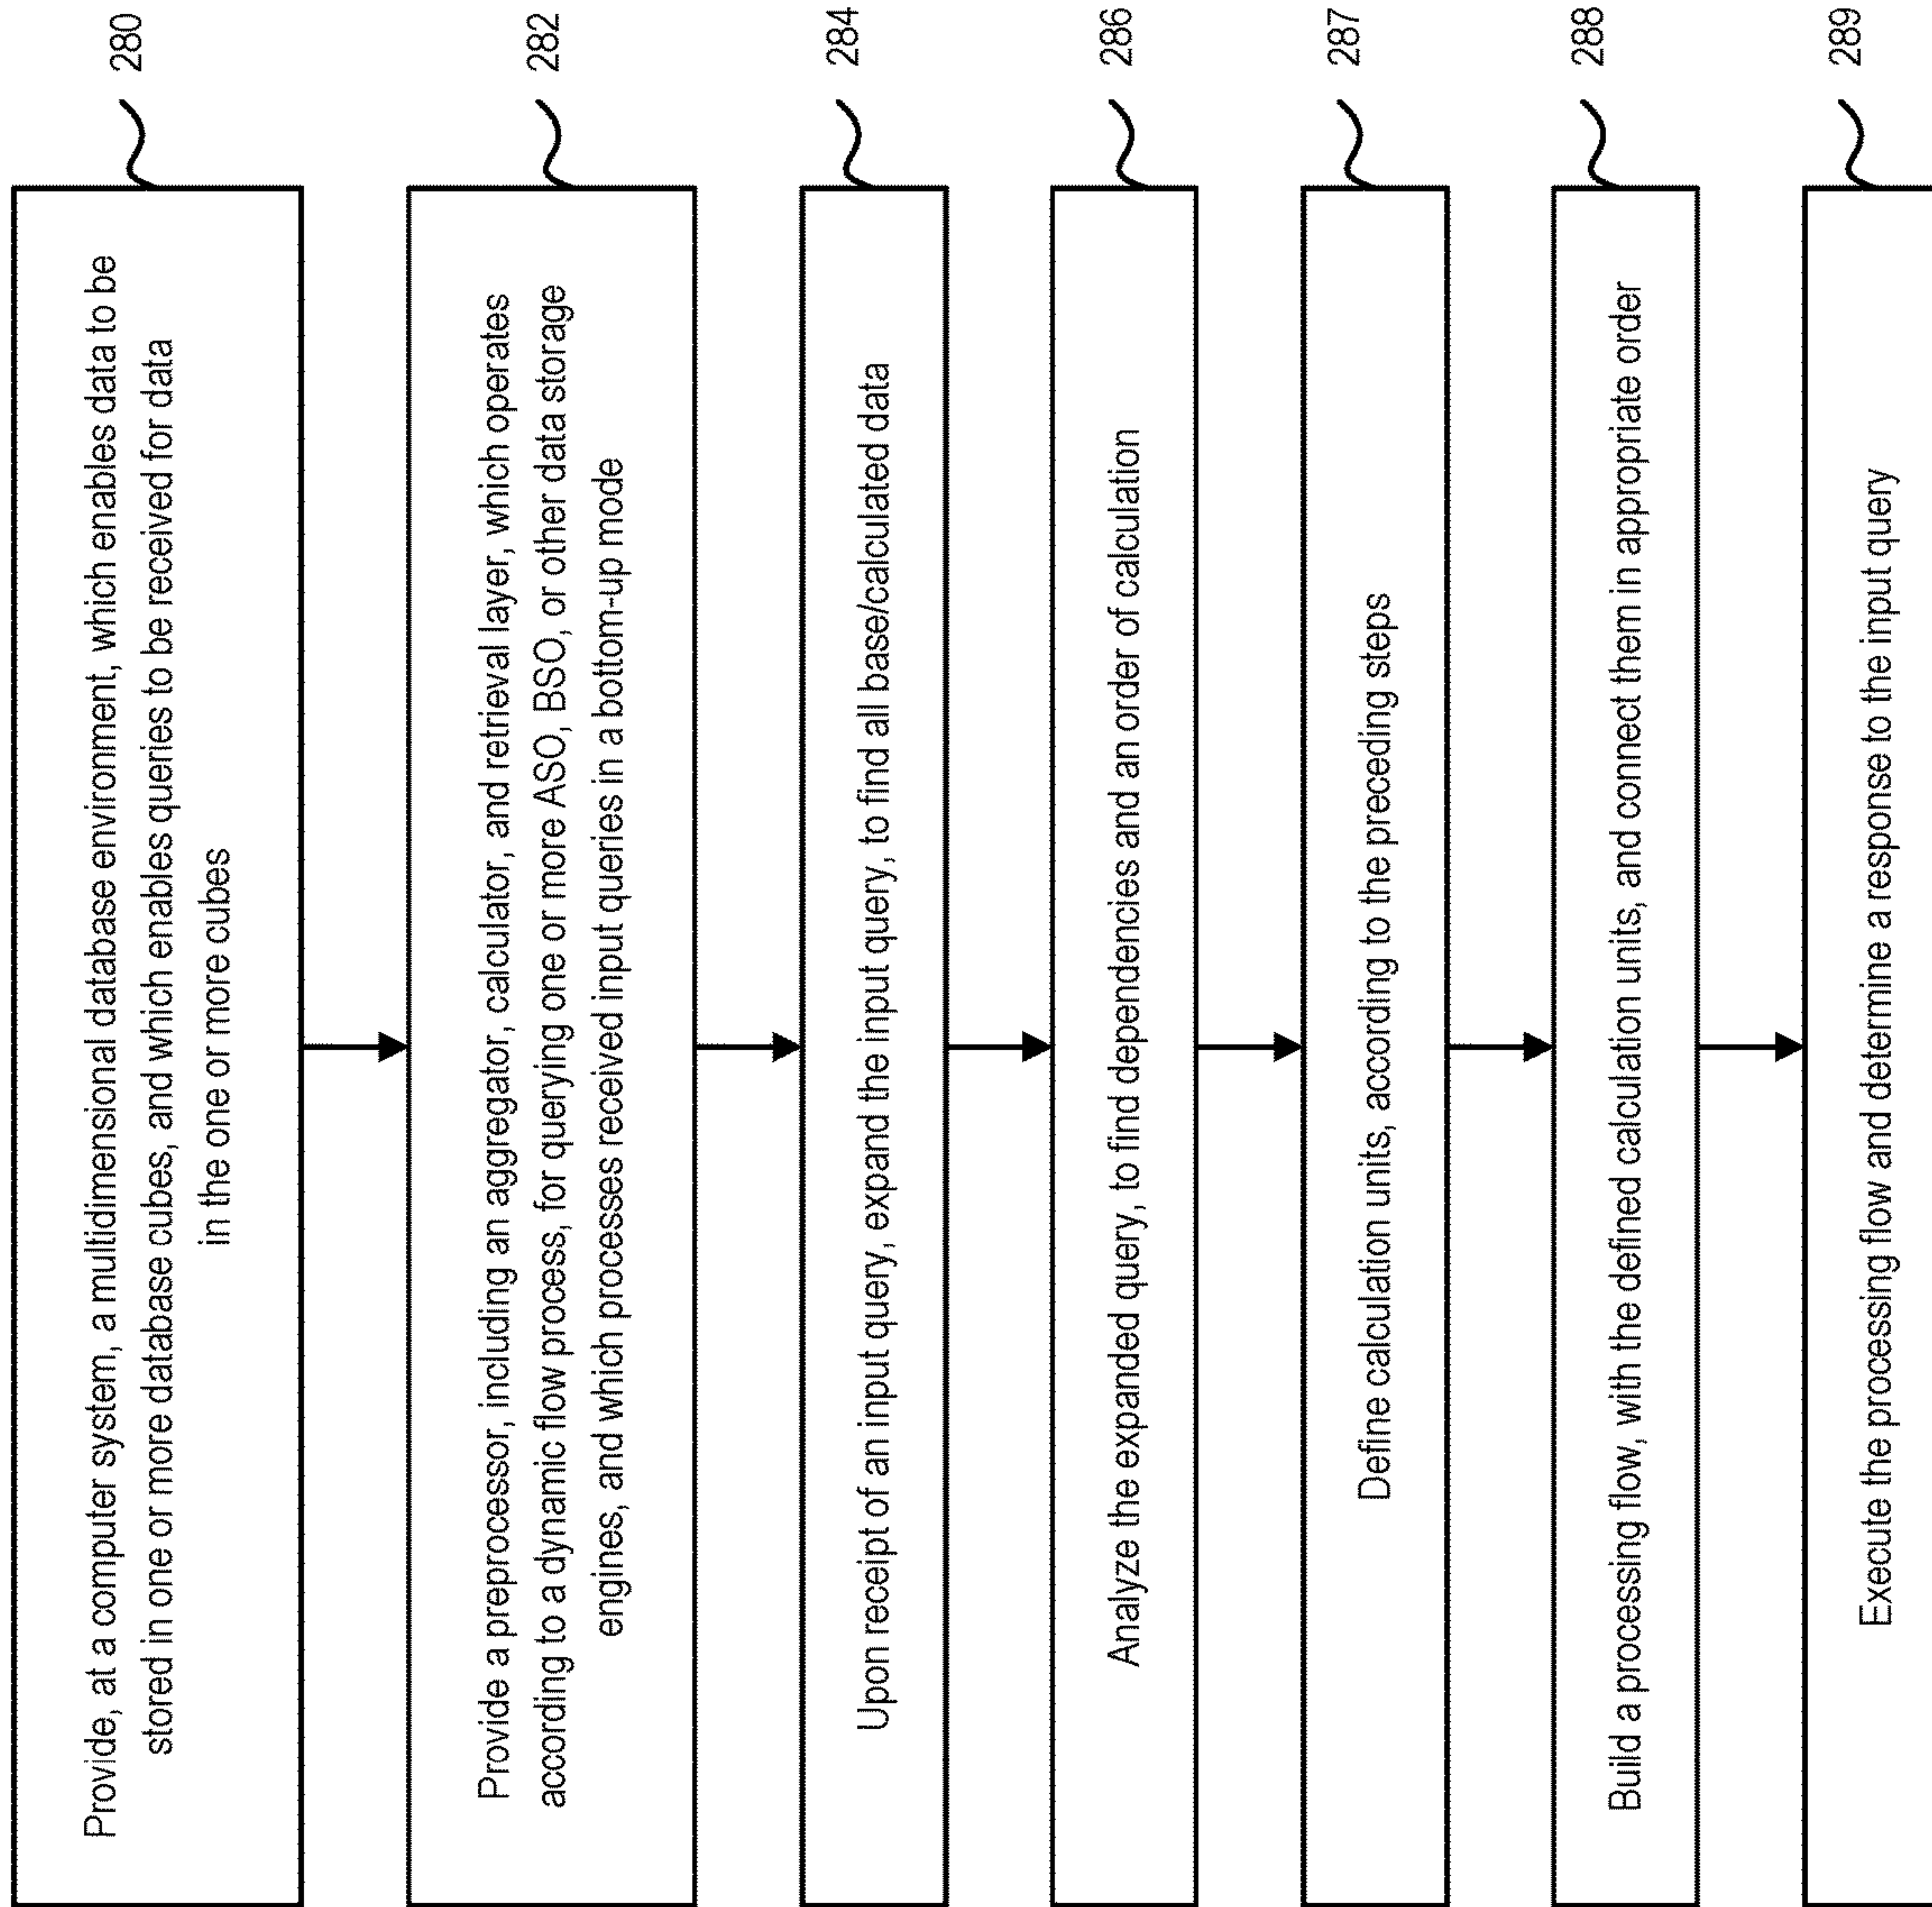 280
Provide, at a computer system, a multidimensional database environment, which enables data to be
stored in one or more database cubes, and which enables queries to be received for data
in the one or more cubes
282
Provide a preprocessor, including an aggregator, calculator, and retrieval layer, which operates
according to a dynamic flow process, for querying one or more ASO, BSO, or other data storage
engines, and which processes received input queries in a bottom-up mode
284
Upon receipt of an input query, expand the input query, to find all base/calculated data
286
Analyze the expanded query, to find dependencies and an order of calculation
287
Define calculation units, according to the preceding steps
288
Build a processing flow, with the defined calculation units, and connect them in appropriate order
289
Execute the processing flow and determine a response to the input query